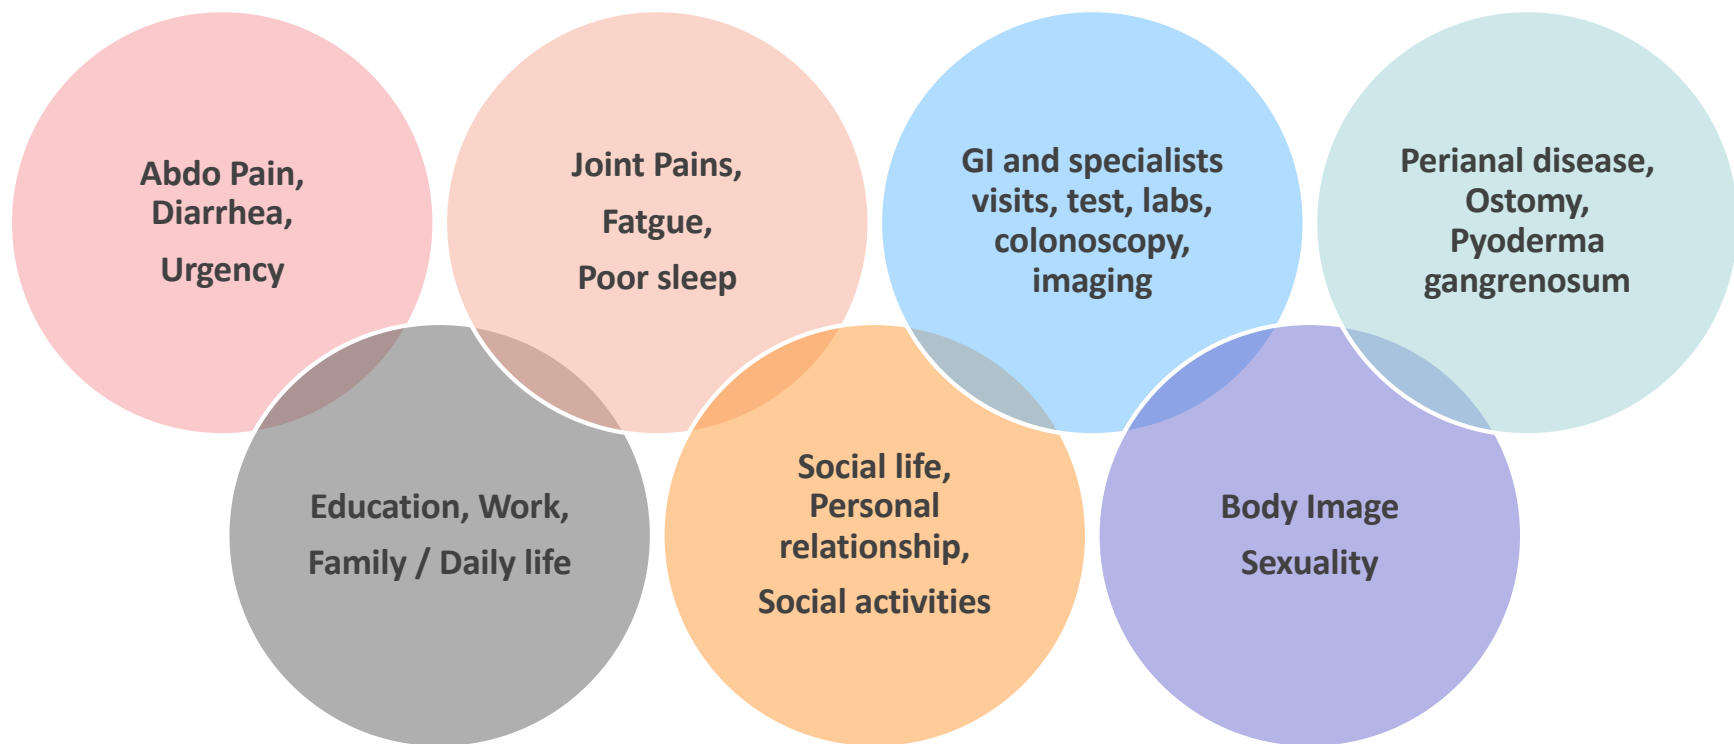 Abdo Pain,
Diarrhea,
Urgency
Joint Pains,
Fatgue,
Poor sleep
GI and specialists
visits, test, labs,
colonoscopy,
imaging
Perianal disease,
Ostomy,
Pyoderma
gangrenosum
Education, Work,
Family / Daily life
Social life,
Personal
relationship,
Social activities
Body Image
Sexuality